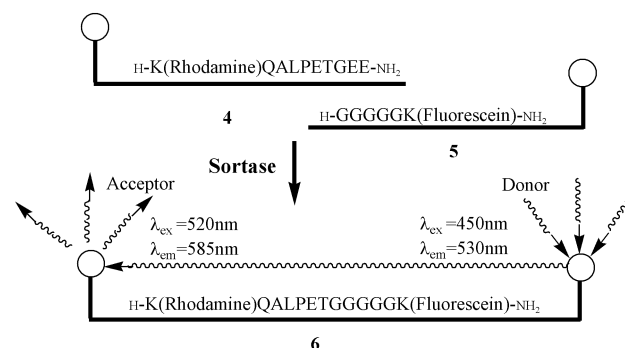 H-K(Rhodamine)QALPETGEE-NH₂
4
H-GGGGGK(Fluorescein)-NH₂
5
Sortase
Acceptor
Donor
λex=520nm
λem=585nm
λex=450nm
λem=530nm
H-K(Rhodamine)QALPETGGGGGK(Fluorescein)-NH₂
6